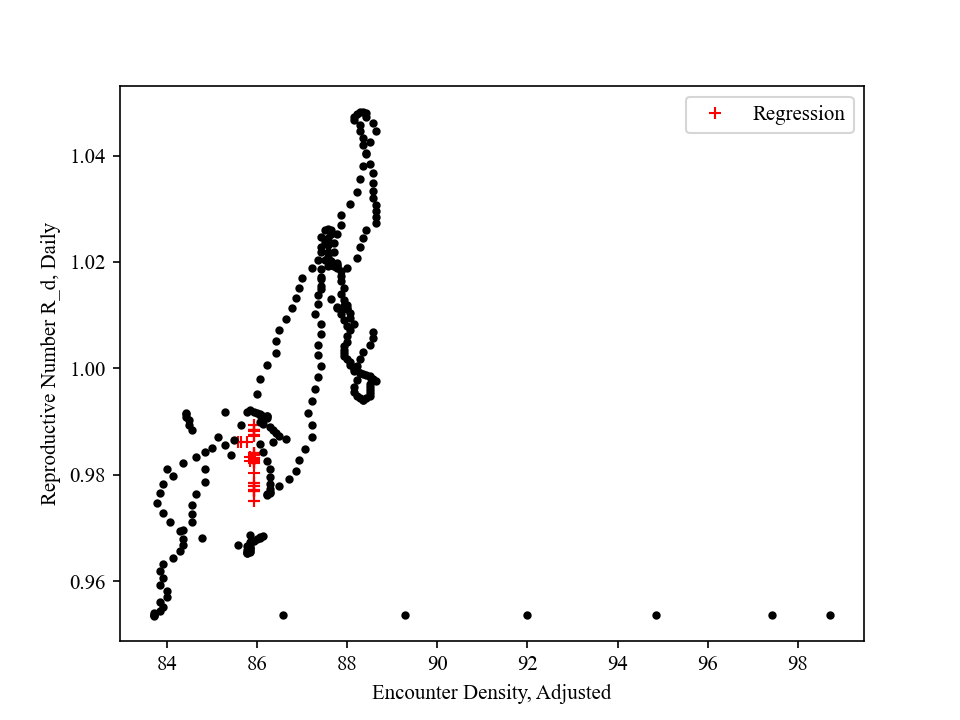 Regression
1.04
1.02
1.00
0.98
0.96
Reproductive Number R_d, Daily
84 86 88 90 92 94 96 98
Encounter Density, Adjusted